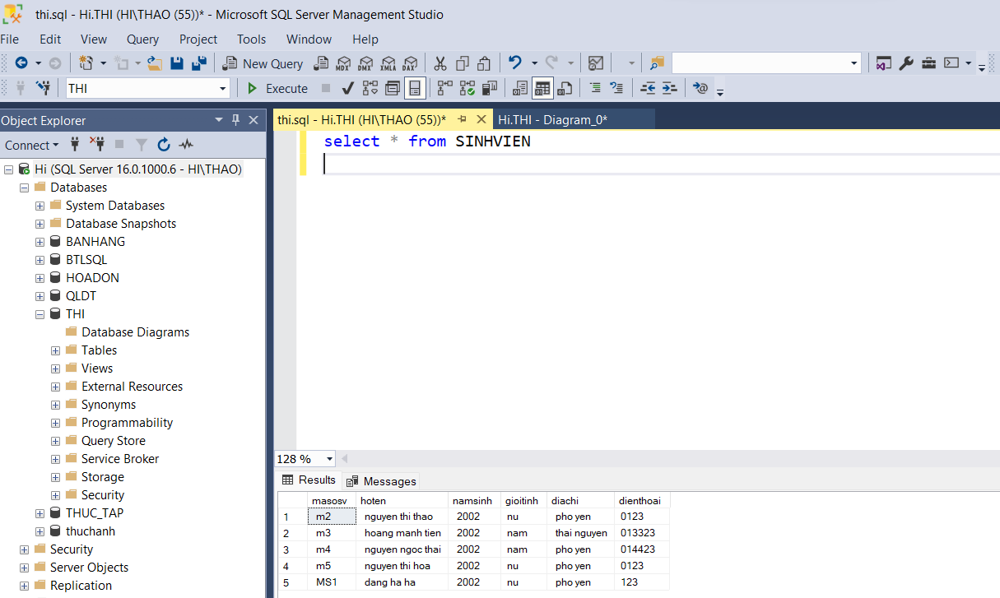 thi.sql - Hi.THI (HI\THAO (55))* - Microsoft SQL Server Management Studio
File Edit View Query Project Tools Window Help
New Query MDX DMX XMLA DAX
THI Execute
Object Explorer
Connect
Hi (SQL Server 16.0.1000.6 - HI\THAO)
Databases
System Databases
Database Snapshots
BANHANG
BTLSQL
HOADON
QLDT
THI
Database Diagrams
Tables
Views
External Resources
Synonyms
Programmability
Query Store
Service Broker
Storage
Security
THUC_TAP
thuchanh
Security
Server Objects
Replication
thi.sql - Hi.THI (HI\THAO (55))* Hi.THI - Diagram_0*
select * from SINHVIEN
128 %
Results Messages
masosv hoten namsinh gioitinh diachi dienthoai
1 m2 nguyen thi thao 2002 nu pho yen 0123
2 m3 hoang manh tien 2002 nam thai nguyen 013323
3 m4 nguyen ngoc thai 2002 nam pho yen 014423
4 m5 nguyen thi hoa 2002 nu pho yen 0123
5 MS1 dang ha ha 2002 nu pho yen 123